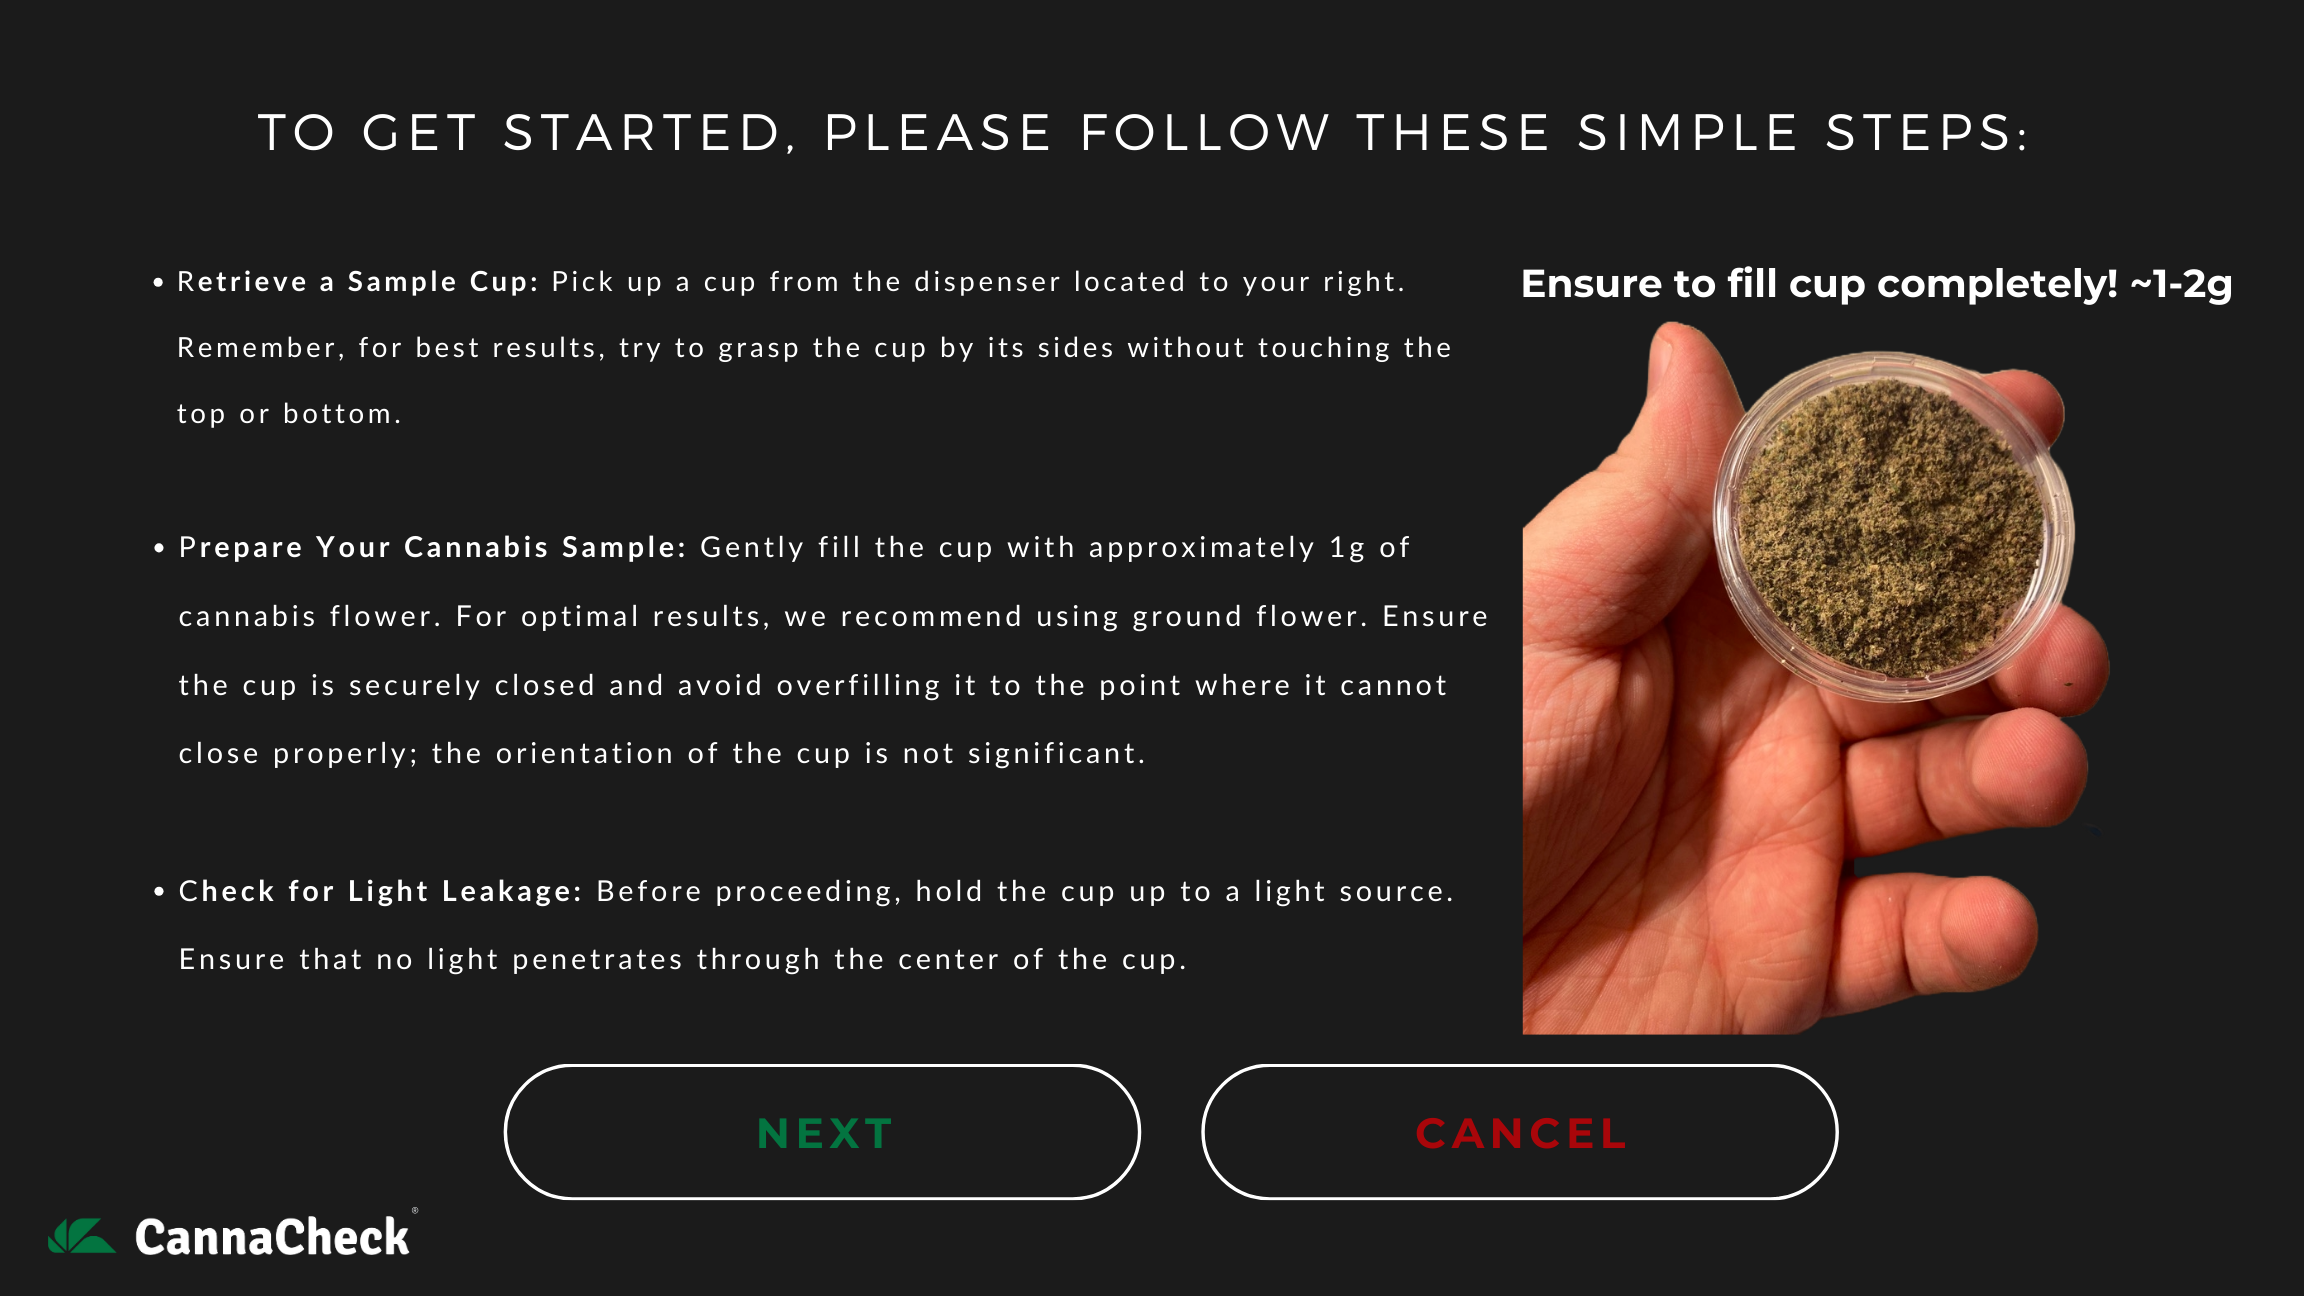 TO GET STARTED, PLEASE FOLLOW THESE SIMPLE STEPS:
• Retrieve a Sample Cup: Pick up a cup from the dispenser located to your right.
Remember, for best results, try to grasp the cup by its sides without touching the
top or bottom.
• Prepare Your Cannabis Sample: Gently fill the cup with approximately 1g of
cannabis flower. For optimal results, we recommend using ground flower. Ensure
the cup is securely closed and avoid overfilling it to the point where it cannot
close properly; the orientation of the cup is not significant.
• Check for Light Leakage: Before proceeding, hold the cup up to a light source.
Ensure that no light penetrates through the center of the cup.
Ensure to fill cup completely! ~1-2g
NEXT
CANCEL
CannaCheck®